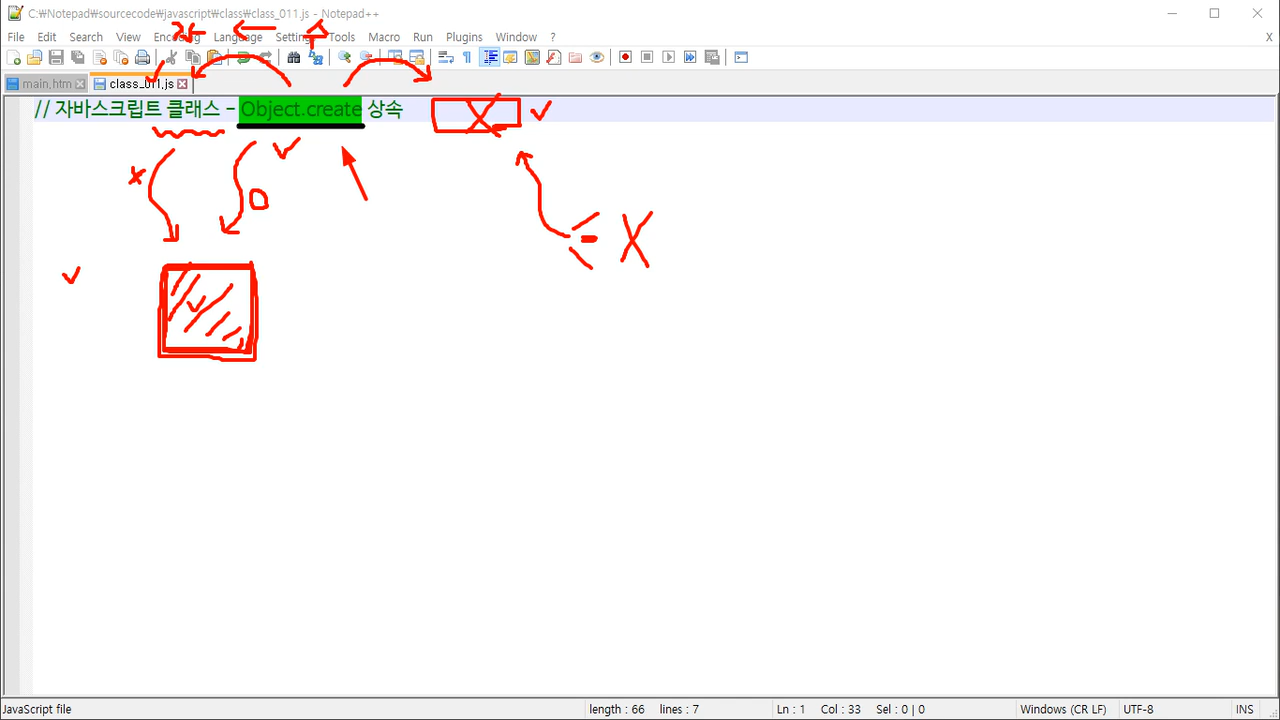 C:₩Notepad₩sourcecode₩javascript₩class₩class_011.js - Notepad++
File Edit Search View Encoding Language Settings Tools Macro Run Plugins Window ? X
main,htm class_011.js
// 자바스크립트 클래스 - Object.create 상속
JavaScript file length : 66 lines : 7 Ln : 1 Col : 33 Sel : 0 | 0 Windows (CR LF) UTF-8 INS